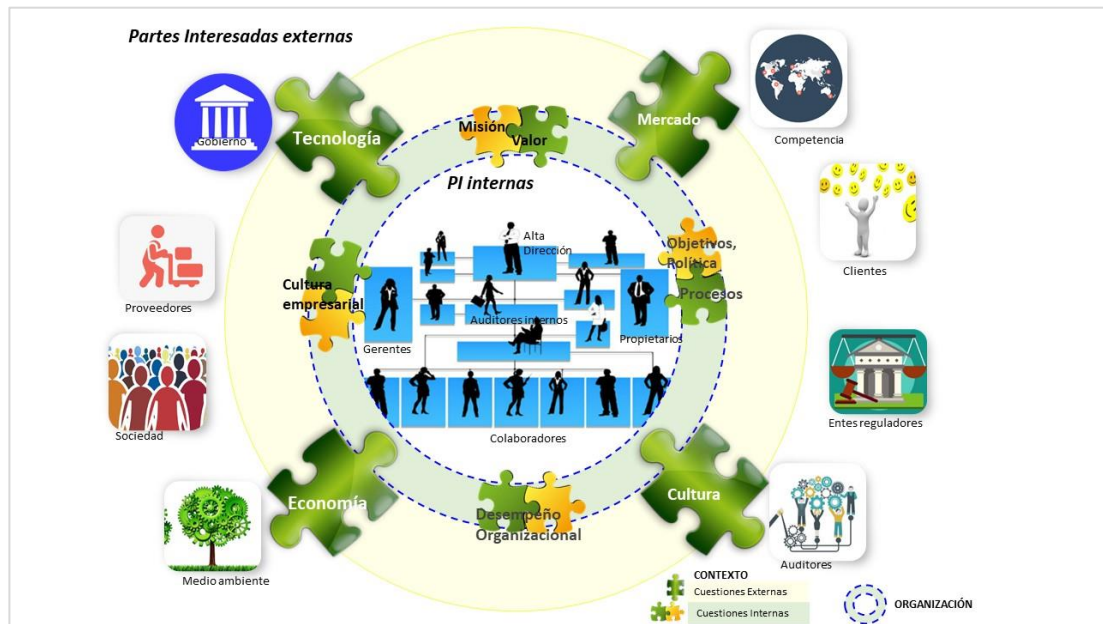 Partes Interesadas externas
Gobierno
Tecnología
Misión
Valor
Mercado
Competencia
PI internas
Alta
Dirección
Objetivos,
Política
Procesos
Clientes
Cultura
empresarial
Proveedores
Auditores internos
Gerentes
Propietarios
Entes reguladores
Sociedad
Colaboradores
Economía
Desempeño
Organizacional
Cultura
Medio ambiente
Auditores
CONTEXTO
Cuestiones Externas
Cuestiones Internas
ORGANIZACIÓN